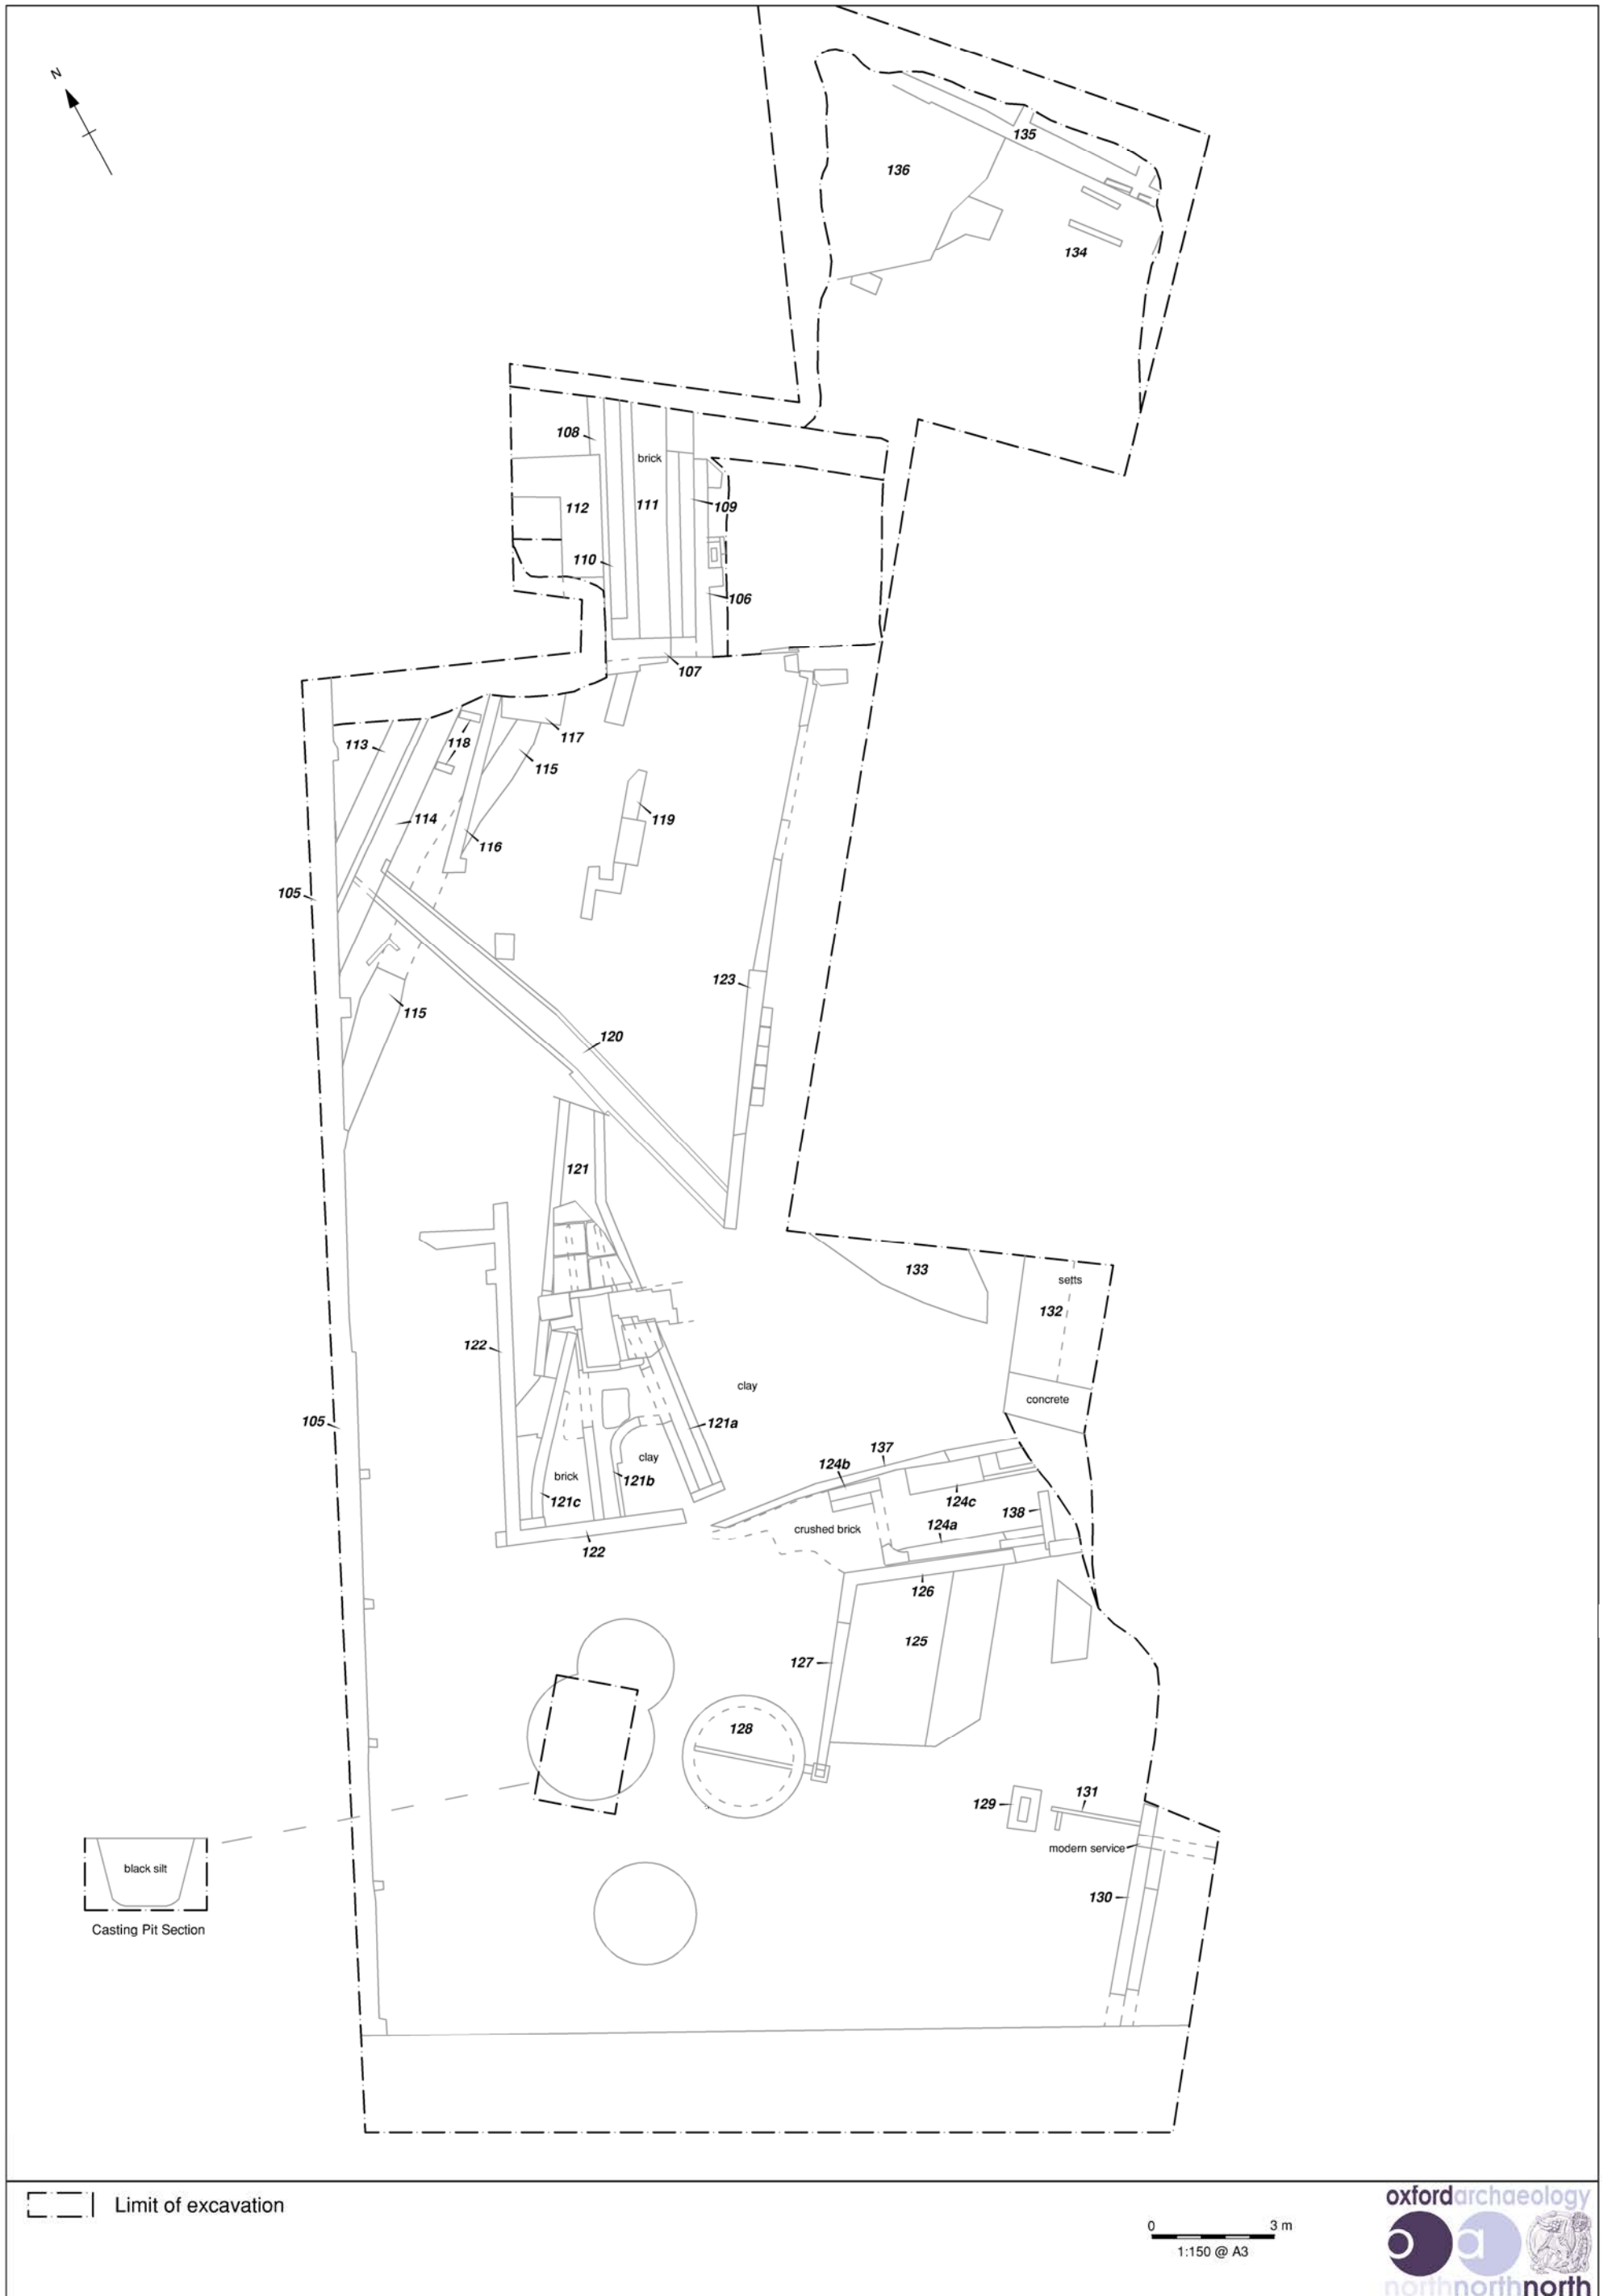 N
135
136
134
108
brick
112
111
109
110
106
107
113
118
117
115
114
119
116
105
123
115
120
121
133
setts
132
122
clay
concrete
105
121a
137
124b
clay
brick
121b
121c
124c
138
124a
crushed brick
122
126
125
127
128
129
131
modern service
black silt
130
Casting Pit Section
Limit of excavation
0 3 m
1:150 @ A3
oxfordarchaeology
oa
northnorthnorth